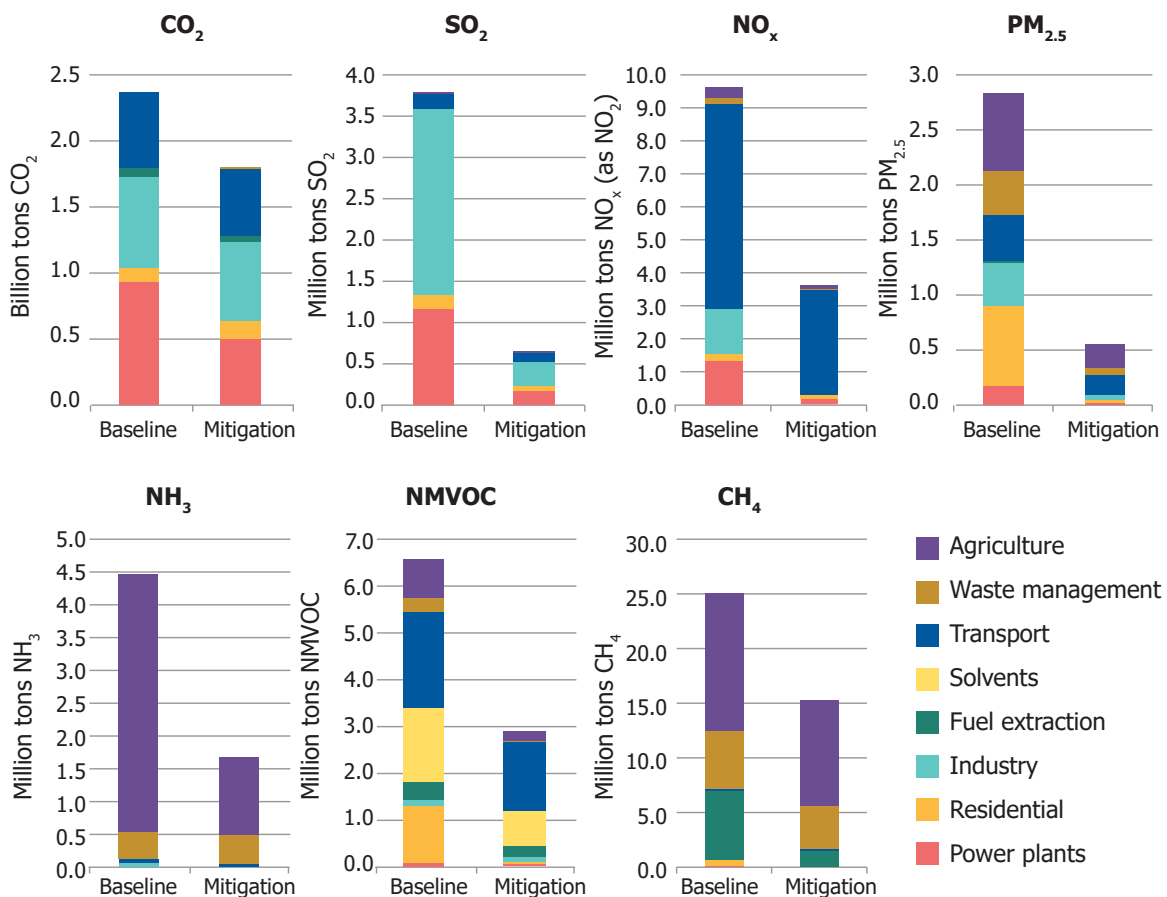 CO2
Billion tons CO2
2.5
2.0
1.5
1.0
0.5
0.0
Baseline Mitigation
SO2
Million tons SO2
4.0
3.5
3.0
2.5
2.0
1.5
1.0
0.5
0.0
Baseline Mitigation
NOx
Million tons NOx (as NO2)
10.0
9.0
8.0
7.0
6.0
5.0
4.0
3.0
2.0
1.0
0.0
Baseline Mitigation
PM2.5
Million tons PM2.5
3.0
2.5
2.0
1.5
1.0
0.5
0.0
Baseline Mitigation
NH3
Million tons NH3
5.0
4.5
4.0
3.5
3.0
2.5
2.0
1.5
1.0
0.5
0.0
Baseline Mitigation
NMVOC
Million tons NMVOC
7.0
6.0
5.0
4.0
3.0
2.0
1.0
0.0
Baseline Mitigation
CH4
Million tons CH4
30.0
25.0
20.0
15.0
10.0
5.0
0.0
Baseline Mitigation
Agriculture
Waste management
Transport
Solvents
Fuel extraction
Industry
Residential
Power plants